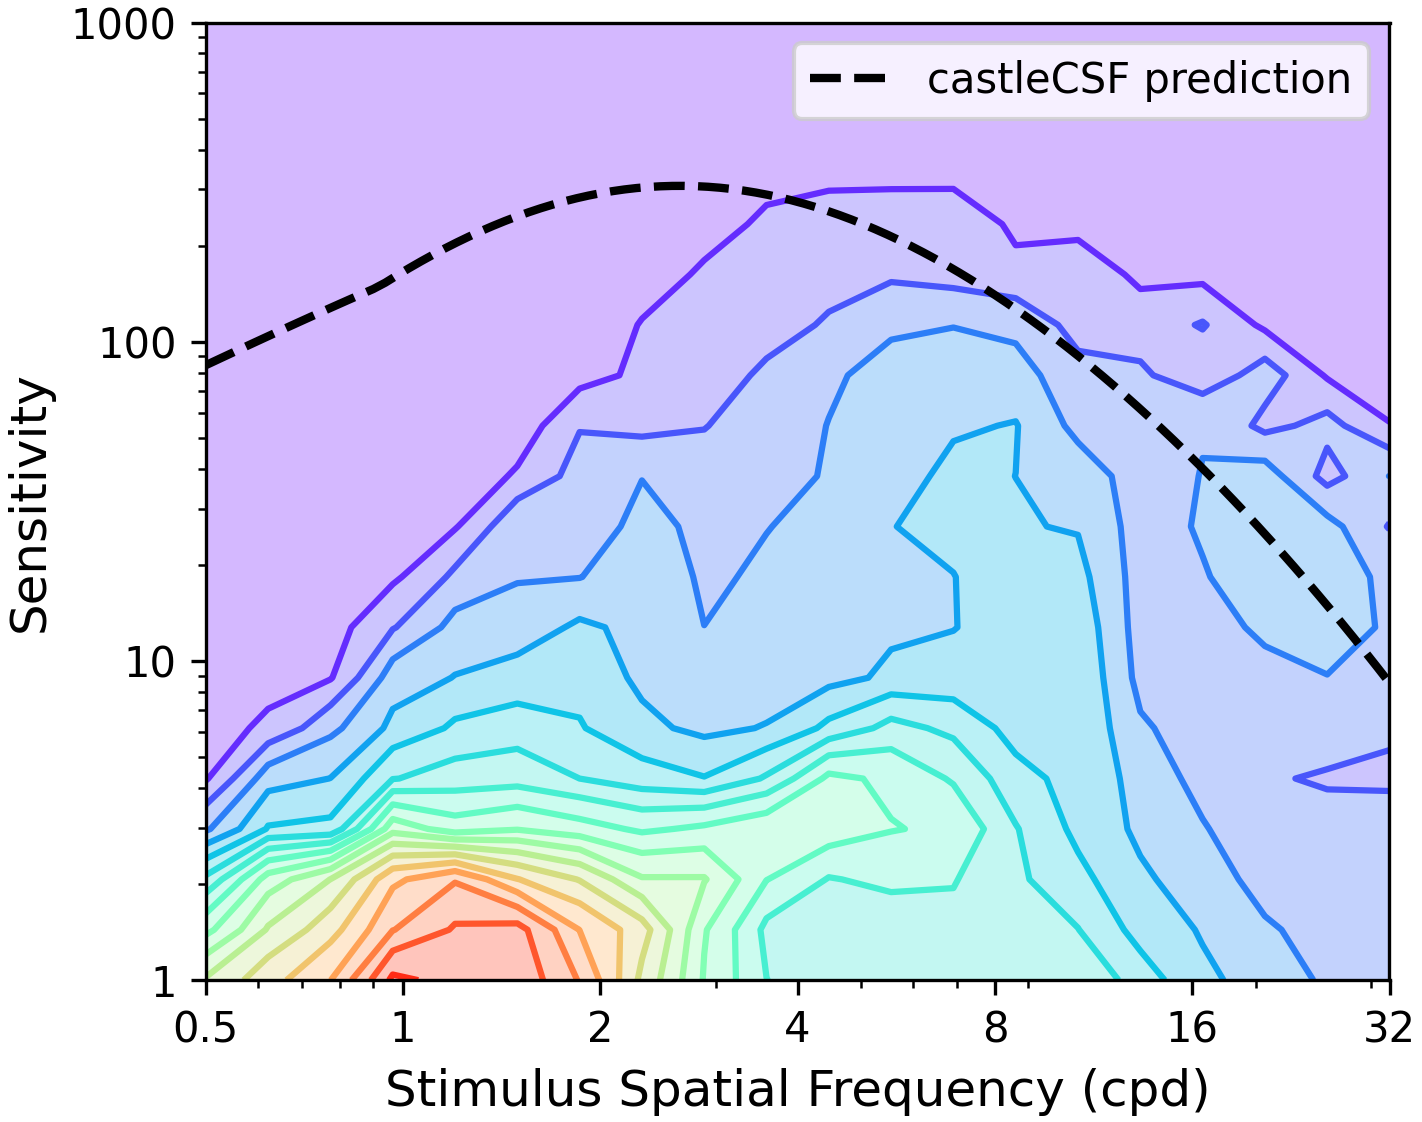 1000
castleCSF prediction
100
Sensitivity
10
1
0.5 1 2 4 8 16 32
Stimulus Spatial Frequency (cpd)